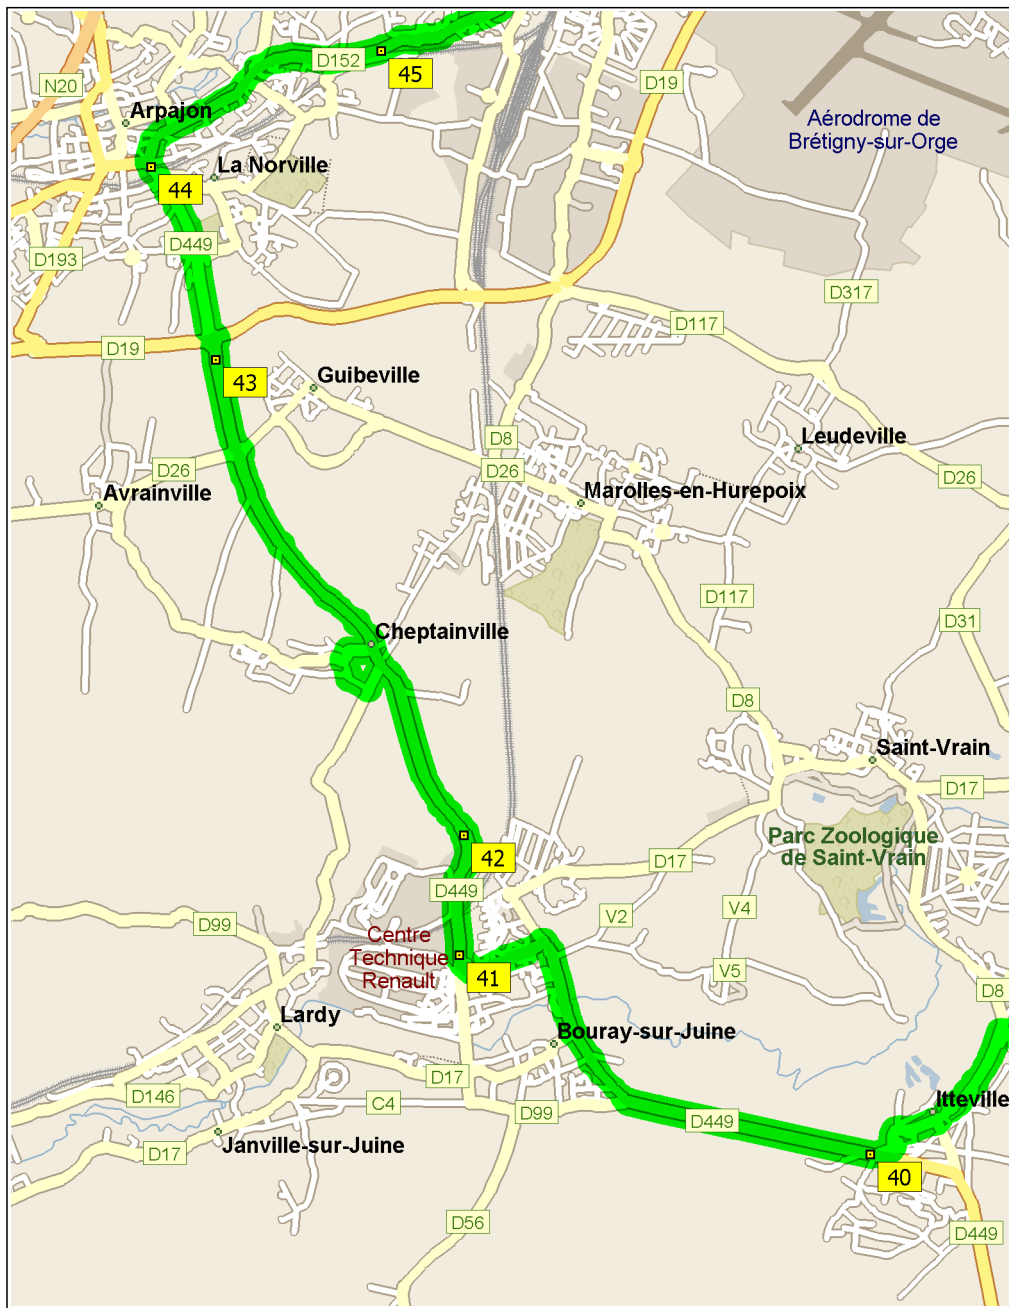 D152
45
N20
D19
Arpajon
Aérodrome de
Brétigny-sur-Orge
La Norville
44
D449
D193
D317
D117
D19
43
Guibeville
D8
Leudeville
D26
D26
D26
Avrainville
Marolles-en-Hurepoix
D117
D31
Cheptainville
D8
Saint-Vrain
D17
Parc Zoologique
de Saint-Vrain
42
D17
D449
V2
V4
D99
Centre
Technique
Renault
41
V5
D8
Lardy
Bouray-sur-Juine
D17
D146
C4
D99
D449
Itteville
Janville-sur-Juine
D17
40
D56
D449